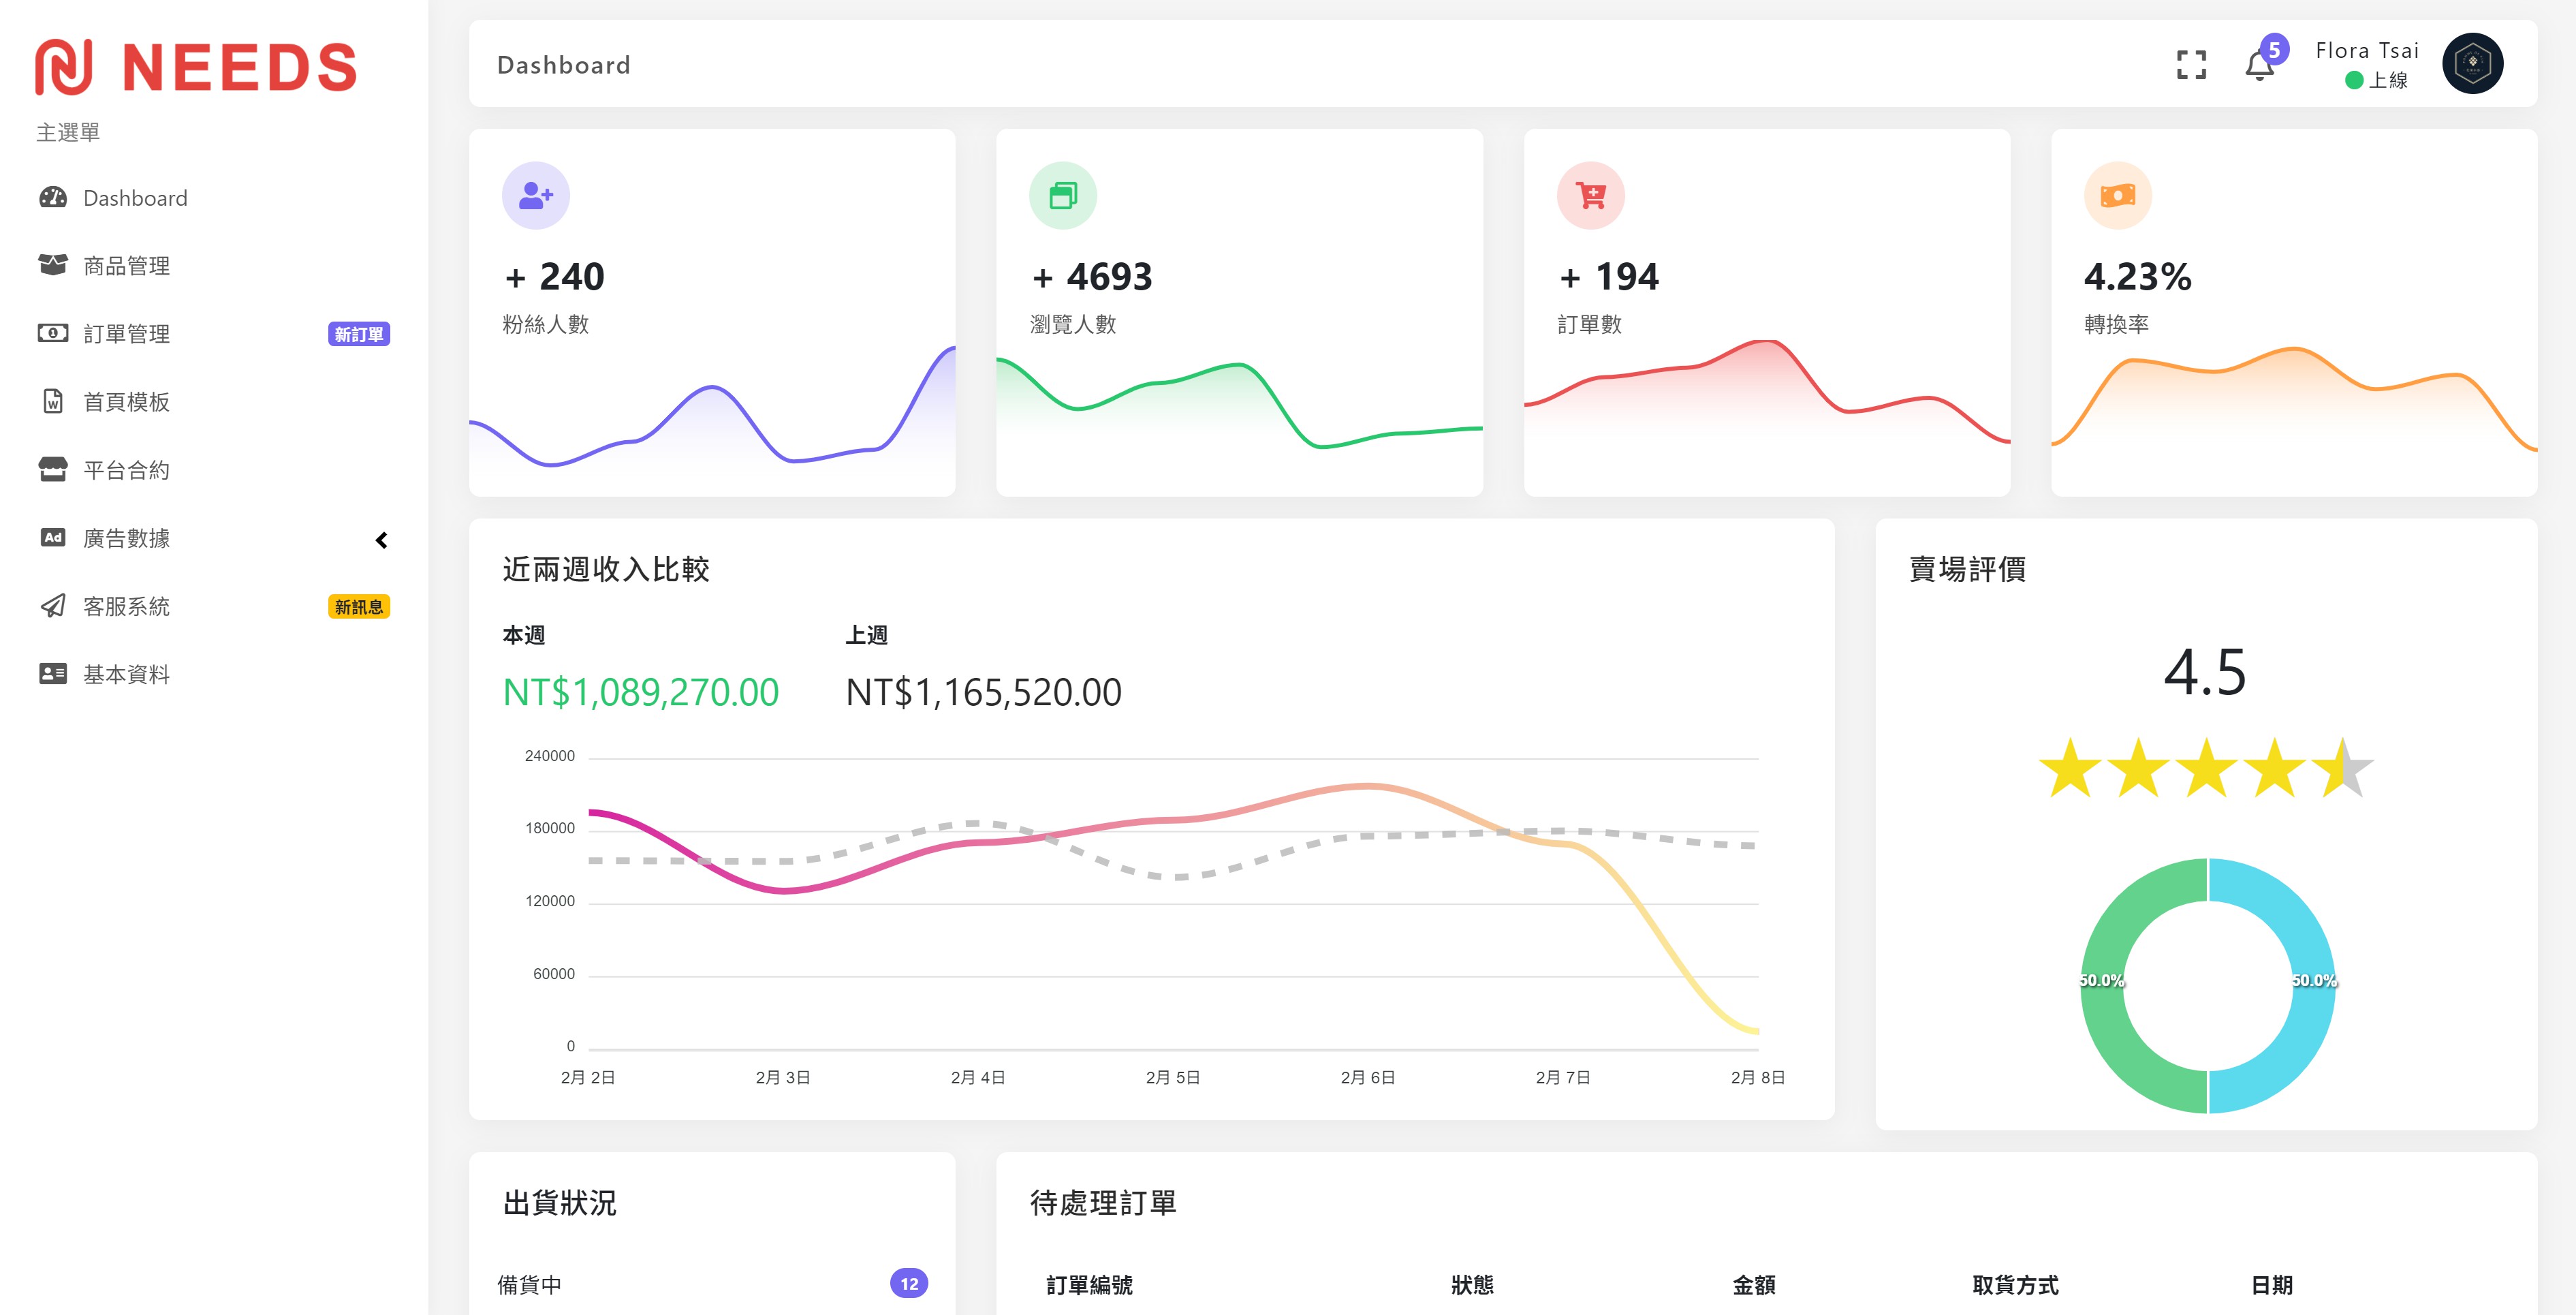 NEEDS
主選單
Dashboard
商品管理
訂單管理 新訂單
首頁模板
平台合約
廣告數據
客服系統 新訊息
基本資料
Dashboard
5
Flora Tsai
上線
+ 240
粉絲人數
+ 4693
瀏覽人數
+ 194
訂單數
4.23%
轉換率
近兩週收入比較
本週 上週
NT$1,089,270.00 NT$1,165,520.00
240000
180000
120000
60000
0
2月 2日 2月 3日 2月 4日 2月 5日 2月 6日 2月 7日 2月 8日
賣場評價
4.5
50.0% 50.0%
出貨狀況
備貨中 12
待處理訂單
訂單編號 狀態 金額 取貨方式 日期